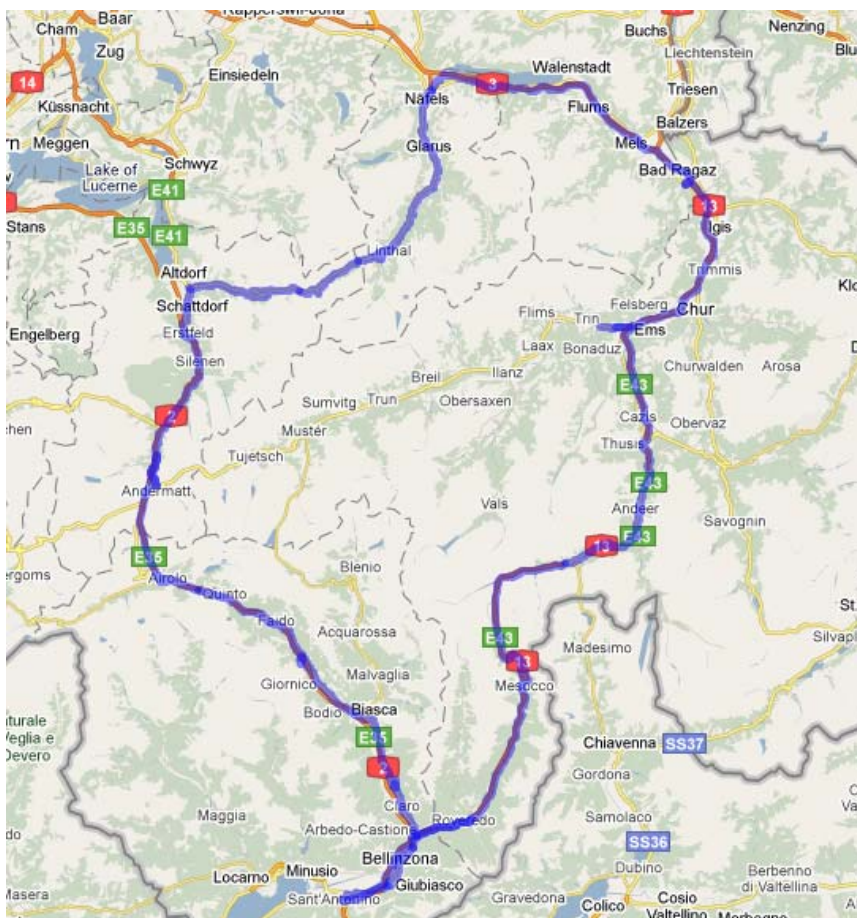 Baar
Cham
Zug
Buchs
Nenzing
Liechtenstein
Einsiedeln
Walenstadt
14
3
Triesen
Küssnacht
Näfels
Flums
Balzers
Meggen
Glarus
Mels
Schwyz
Lake of
Lucerne
Bad Ragaz
E41
13
Stans
E35
E41
Igis
Linthal
Altdorf
Trimmis
Schattdorf
Felsberg
Chur
Flims
Trin
Engelberg
Erstfeld
Ems
Laax
Bonaduz
Silenen
Churwalden
Arosa
Breil
Ilanz
E43
Sumvitg
Trun
Obersaxen
2
Cazis
Obervaz
Muster
Thusis
Tujetsch
Andermatt
E43
Vals
Andeer
Savognin
E43
13
E35
Blenio
Airolo
Quinto
Faido
E43
Acquarossa
Madesimo
13
Malvaglia
Mesocco
Giornico
Bodio
Biasca
E35
Chiavenna
SS37
2
Gordona
Claro
Maggia
Samolaco
Roveredo
Arbedo-Castione
SS36
Bellinzona
Dubino
Locarno
Minusio
Giubiasco
Berbenno
di Valtellina
Sant'Antonino
Gravedona
Colico
Cosio
Valtellino